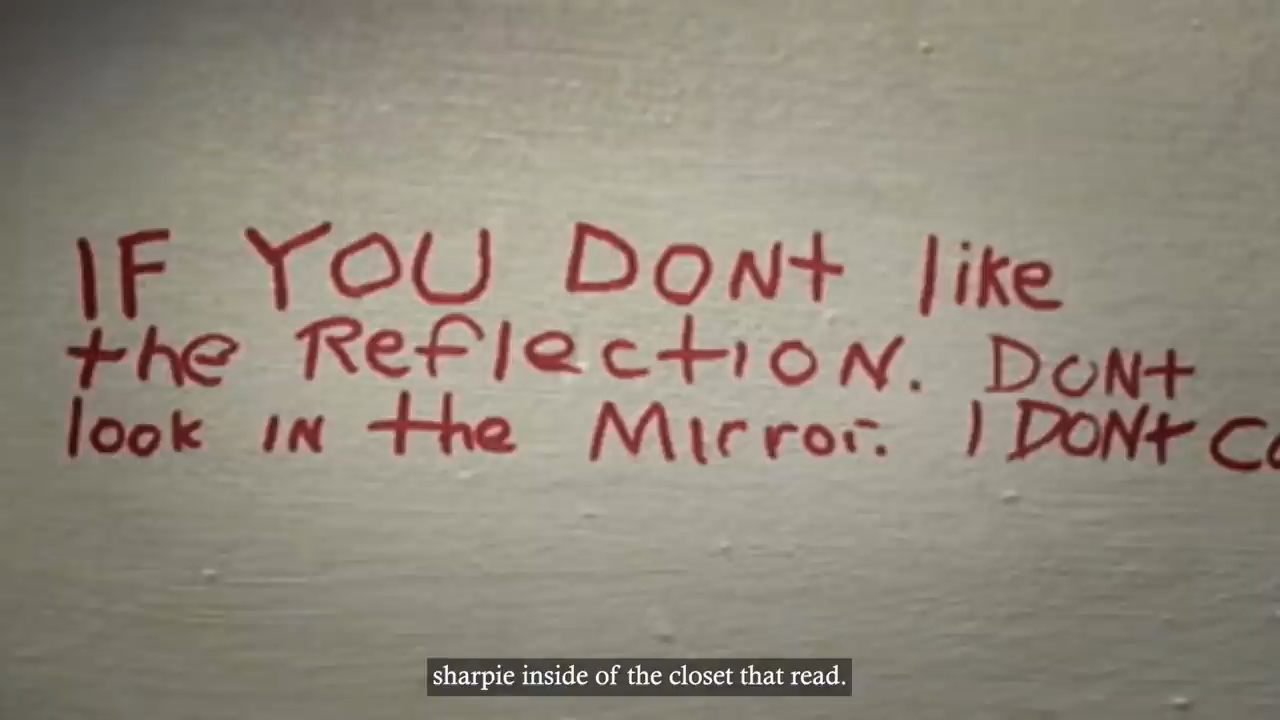 IF YOU DONt like
the ReflectION. DONt
look IN the MIrror. I DONt
sharpie inside of the closet that read.